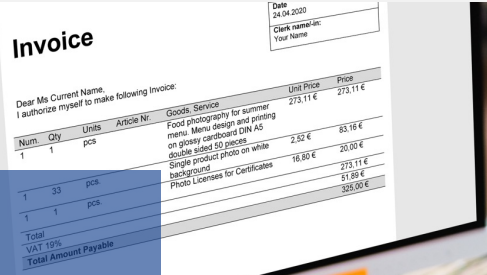 Date
24.04.2020
Clerk name/-in:
Your Name
Invoice
Dear Ms Current Name,
I authorize myself to make following Invoice:
Num. Qty Units Article Nr. Goods, Service Unit Price Price
1 1 pcs Food photography for summer 273,11 € 273,11 €
menu. Menu design and printing
on glossy cardboard DIN A5
double sided 50 pieces
1 33 pcs. Single product photo on white 2,52 € 83,16 €
background
1 1 pcs. Photo Licenses for Certificates 16,80 € 20,00 €
Total 273,11 €
VAT 19% 51,89 €
Total Amount Payable 325,00 €